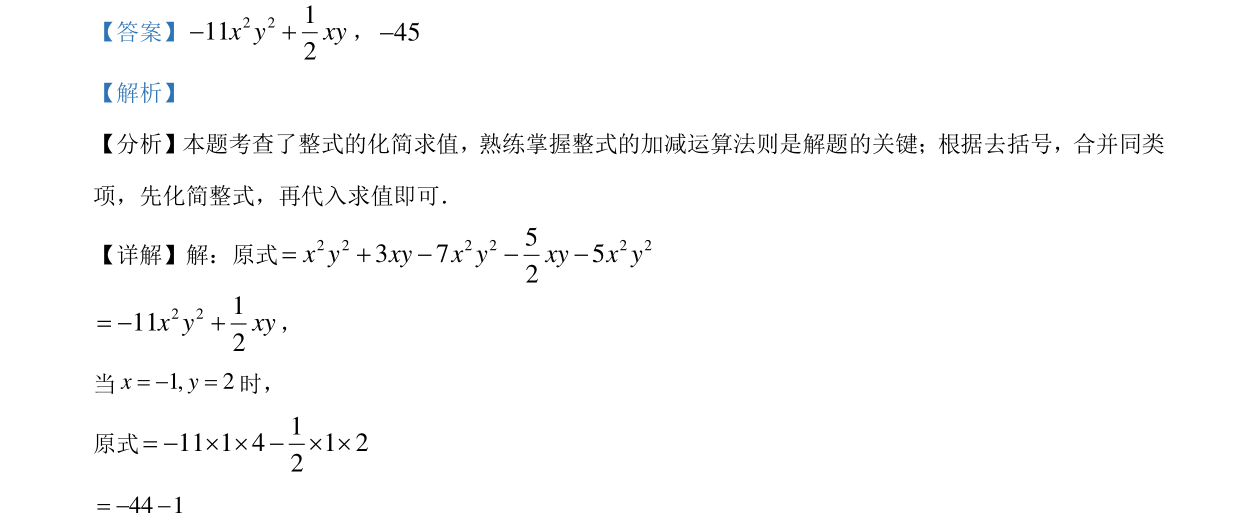 【答案】$-11x^2y^2+\frac{1}{2}xy$，$-45$
【解析】
【分析】本题考查了整式的化简求值，熟练掌握整式的加减运算法则是解题的关键；根据去括号，合并同类
项，先化简整式，再代入求值即可．
【详解】解：原式$=x^2y^2+3xy-7x^2y^2-\frac{5}{2}xy-5x^2y^2$
$=-11x^2y^2+\frac{1}{2}xy$，
当$x=-1,y=2$时，
原式$=-11×1×4-\frac{1}{2}×1×2$
$=-44-1$